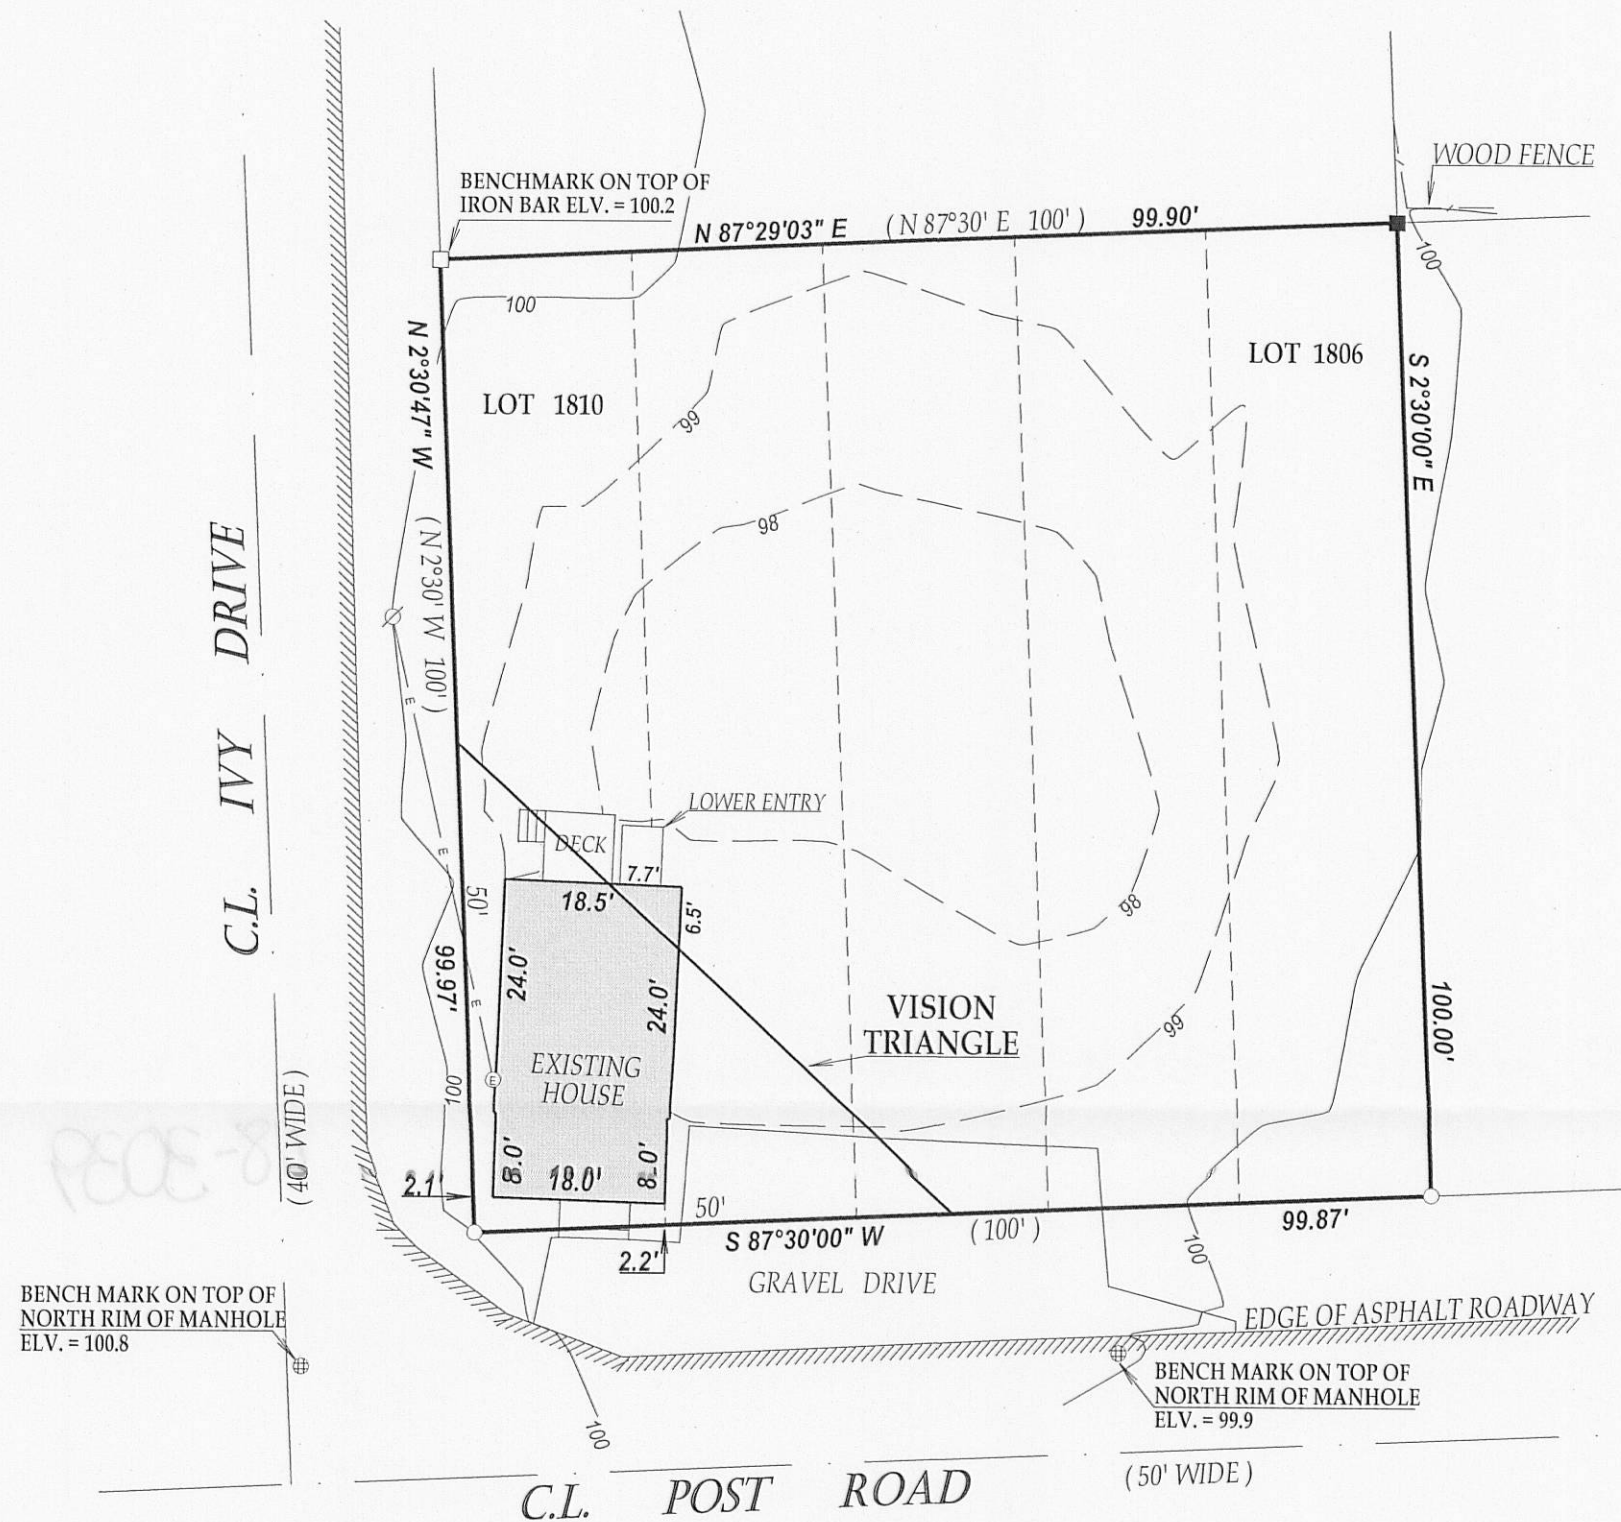 WOOD FENCE
BENCHMARK ON TOP OF
IRON BAR ELV. = 100.2
N 87°29'03" E ( N 87°30' E 100' ) 99.90'
100
100
LOT 1806
LOT 1810
N 2°30'47" W
S 2°30'00" E
99
98
C.L. IVY DRIVE
( N 2°30' W 100' )
E
LOWER ENTRY
DECK
E
7.7'
50'
18.5'
6.5'
98
99.97'
24.0'
24.0'
E
VISION
TRIANGLE
99
100.00'
EXISTING
HOUSE
E
100
( 40' WIDE )
8.0'
18.0'
8.0'
2.1'
50'
S 87°30'00" W ( 100' ) 99.87'
2.2'
GRAVEL DRIVE
100
BENCH MARK ON TOP OF
NORTH RIM OF MANHOLE
ELV. = 100.8
EDGE OF ASPHALT ROADWAY
BENCH MARK ON TOP OF
NORTH RIM OF MANHOLE
ELV. = 99.9
100
C.L. POST ROAD
( 50' WIDE )